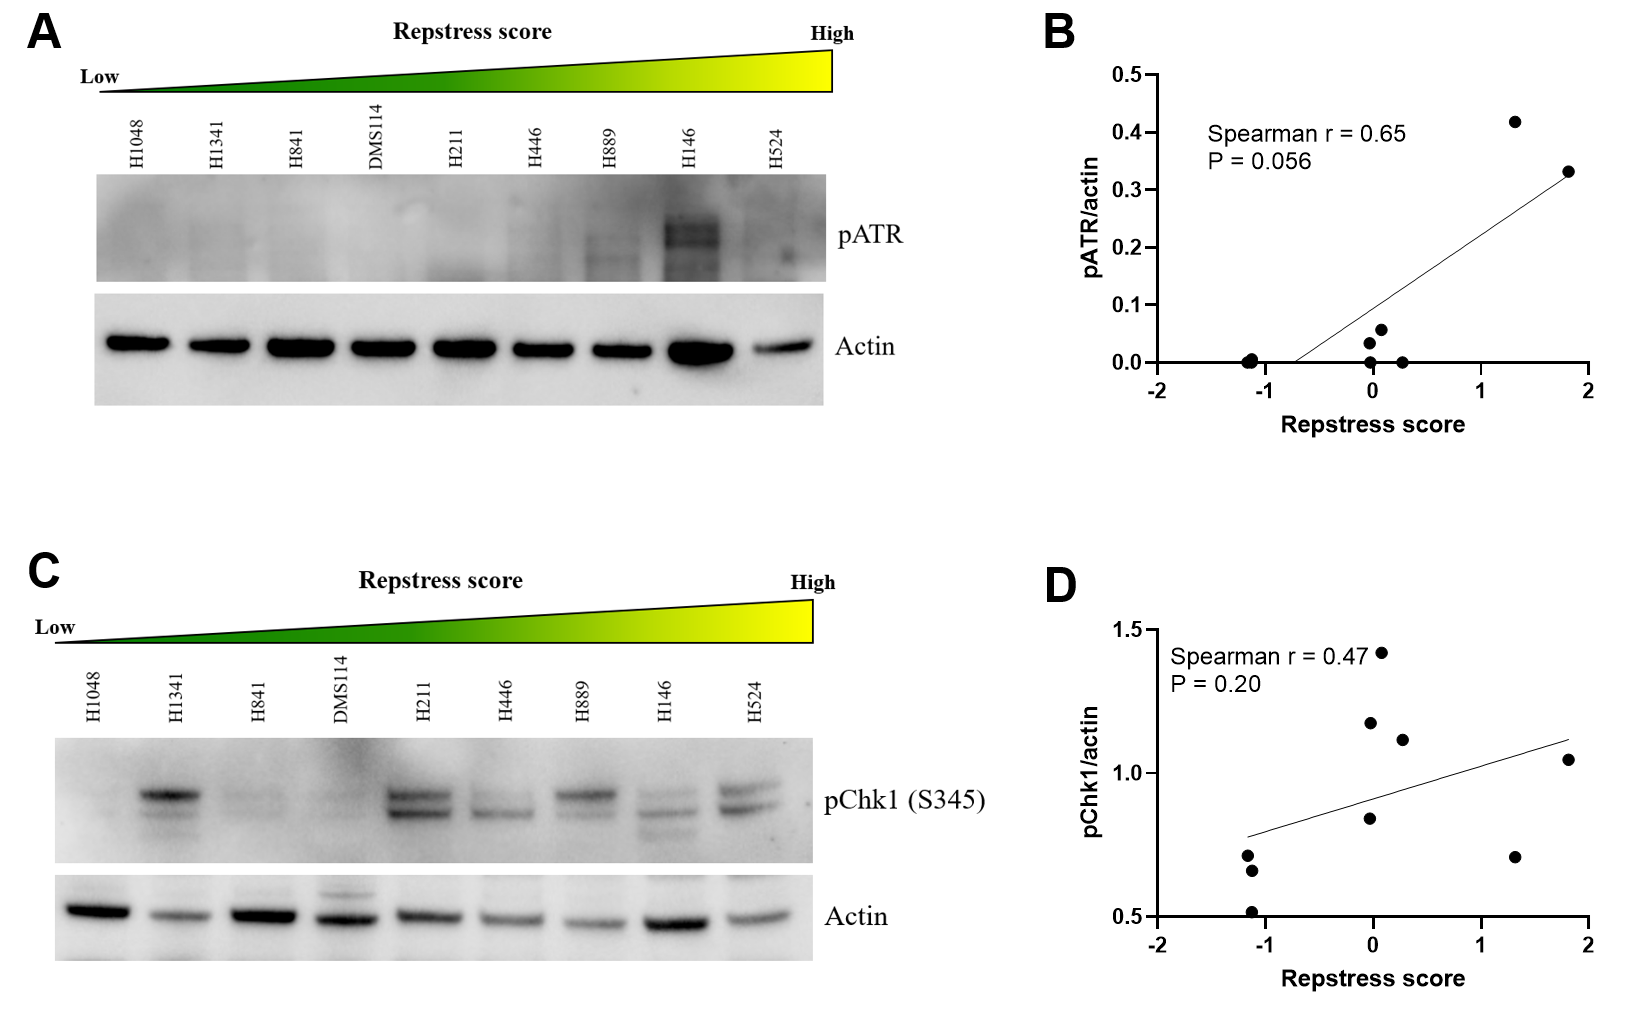 A
Repstress score
High
Low
H1048
H1341
H841
DMS114
H211
H446
H889
H146
H524
pATR
Actin
B
0.5
0.4
0.3
0.2
0.1
0.0
Spearman r = 0.65
P = 0.056
pATR/actin
-2
-1
0
1
2
Repstress score
C
Repstress score
High
Low
H1048
H1341
H841
DMS114
H211
H446
H889
H146
H524
pChk1 (S345)
Actin
D
1.5
1.0
0.5
Spearman r = 0.47
P = 0.20
pChk1/actin
-2
-1
0
1
2
Repstress score